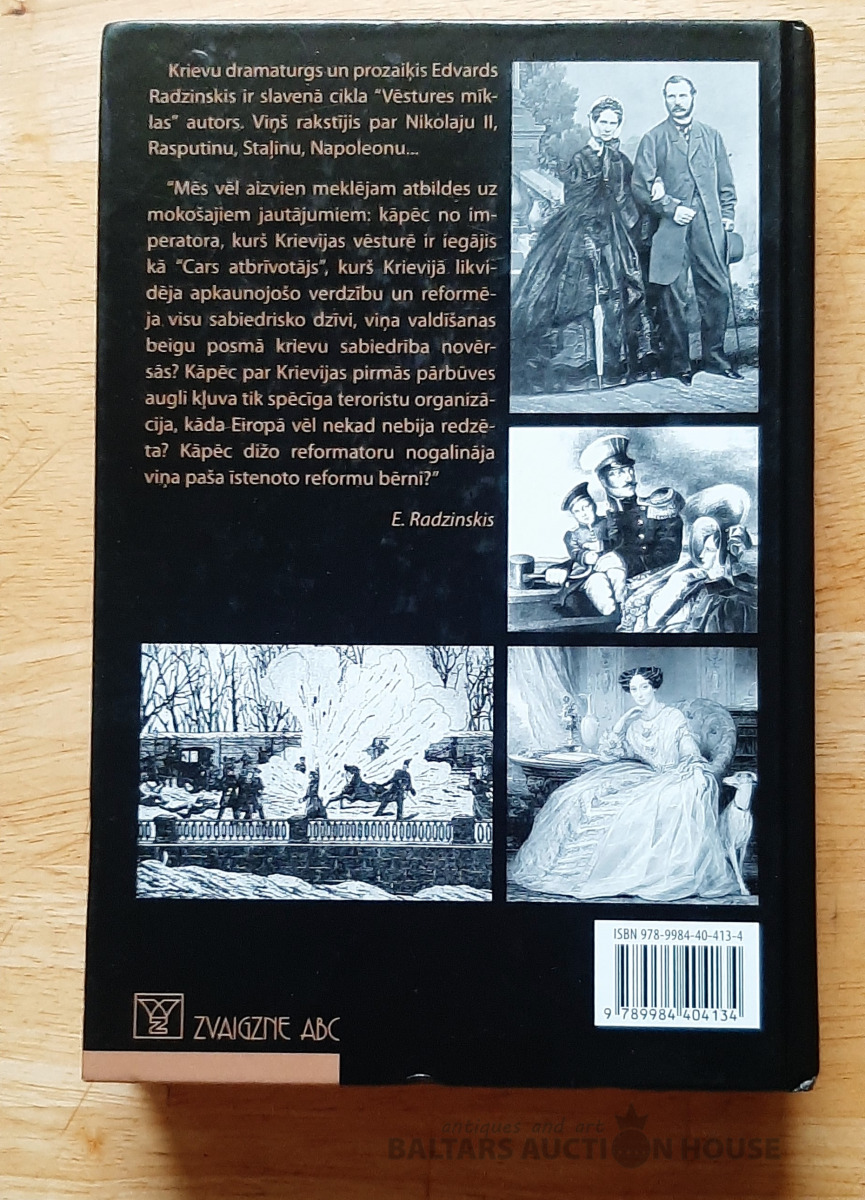 Krievu dramaturgs un prozaiķis Edvards
Radzinskis ir slavenā cikla "Vēstures mīk-
las" autors. Viņš rakstījis par Nikolaju II,
Rasputinu, Staļinu, Napoleonu...
"Mēs vēl aizvien meklējam atbildes uz
mokošajiem jautājumiem: kāpēc no im-
peratora, kurš Krievijas vēsturē ir iegājis
kā "Cars atbrīvotājs", kurš Krievijā likvi-
dēja apkaunojošo verdzību un reformē-
ja visu sabiedrisko dzīvi, viņa valdīšanas
beigu posmā krievu sabiedrība novēr-
sās? Kāpēc par Krievijas pirmās pārbūves
augli kļuva tik spēcīga teroristu organizā-
cija, kāda Eiropā vēl nekad nebija redzē-
ta? Kāpēc dižo reformatoru nogalināja
viņa paša īstenoto reformu bērni?"
E. Radzinskis
ISBN 978-9984-40-413-4
9 789984 404134
ZVAIGZNE ABC
antiques and art
BALTARS AUCTION HOUSE